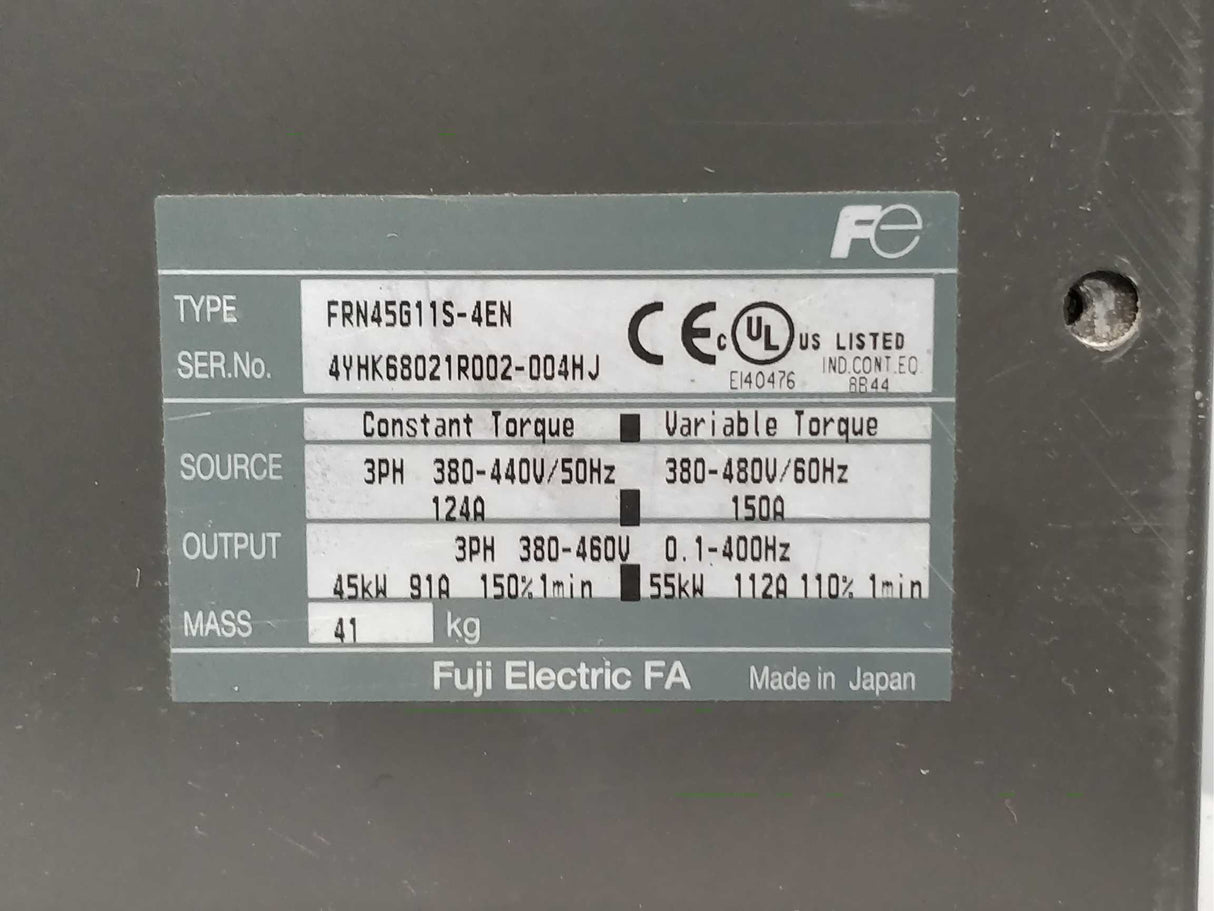 Fe
TYPE FRN45G11S-4EN
SER.No. 4YHK68021R002-004HJ
CE c UL US LISTED
E140476 IND.CONT.EQ.
8B44
Constant Torque Variable Torque
SOURCE 3PH 380-440V/50Hz 380-480V/60Hz
124A 150A
OUTPUT 3PH 380-460V 0.1-400Hz
45kW 91A 150% 1min 55kW 112A 110% 1min
MASS 41 kg
Fuji Electric FA Made in Japan